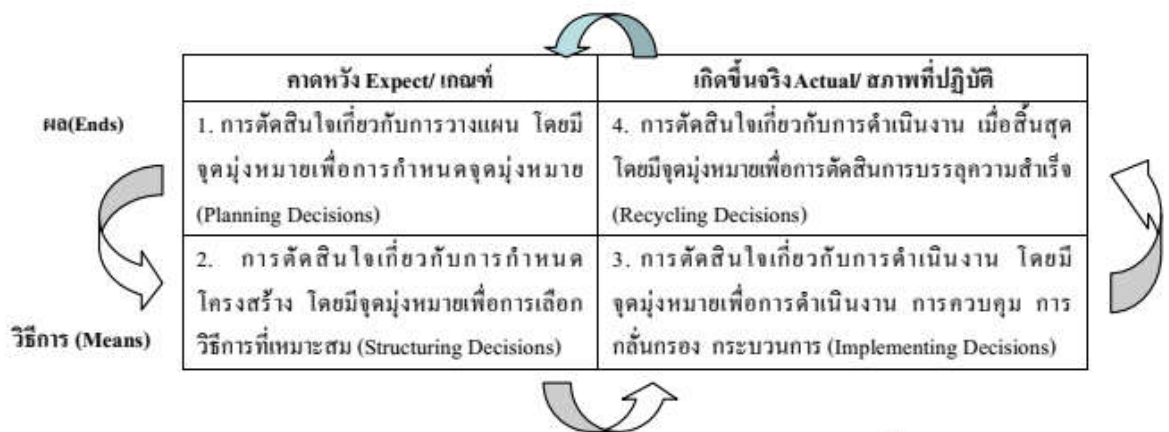 คาดหวัง Expect/ เกณฑ์
เกิดขึ้นจริง Actual/ สภาพที่ปฏิบัติ
ผล(Ends)
1. การตัดสินใจเกี่ยวกับการวางแผน โดยมี
จุดมุ่งหมายเพื่อการกำหนดจุดมุ่งหมาย
(Planning Decisions)
4. การตัดสินใจเกี่ยวกับการดำเนินงาน เมื่อสิ้นสุด
โดยมีจุดมุ่งหมายเพื่อการตัดสินการบรรลุความสำเร็จ
(Recycling Decisions)
วิธีการ (Means)
2. การตัดสินใจเกี่ยวกับการกำหนด
โครงสร้าง โดยมีจุดมุ่งหมายเพื่อการเลือก
วิธีการที่เหมาะสม (Structuring Decisions)
3. การตัดสินใจเกี่ยวกับการดำเนินงาน โดยมี
จุดมุ่งหมายเพื่อการดำเนินงาน การควบคุม การ
กลั่นกรอง กระบวนการ (Implementing Decisions)